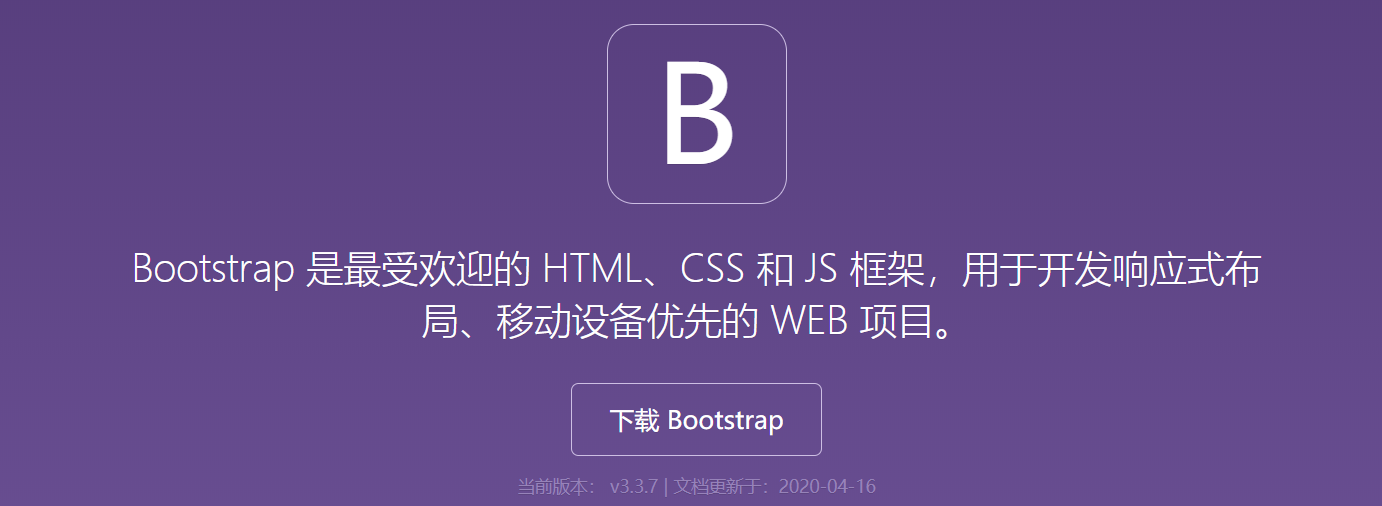 B
Bootstrap 是最受欢迎的 HTML、CSS 和 JS 框架，用于开发响应式布
局、移动设备优先的 WEB 项目。
下载 Bootstrap
当前版本： v3.3.7 | 文档更新于：2020-04-16